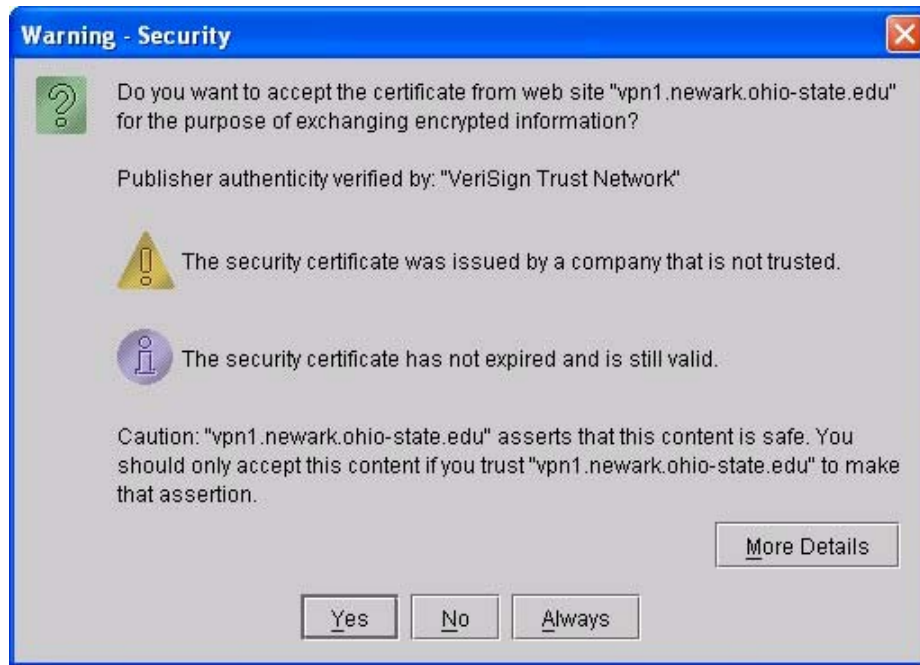 Warning - Security
Do you want to accept the certificate from web site "vpn1.newark.ohio-state.edu"
for the purpose of exchanging encrypted information?
Publisher authenticity verified by: "VeriSign Trust Network"
The security certificate was issued by a company that is not trusted.
The security certificate has not expired and is still valid.
Caution: "vpn1.newark.ohio-state.edu" asserts that this content is safe. You
should only accept this content if you trust "vpn1.newark.ohio-state.edu" to make
that assertion.
More Details
Yes No Always